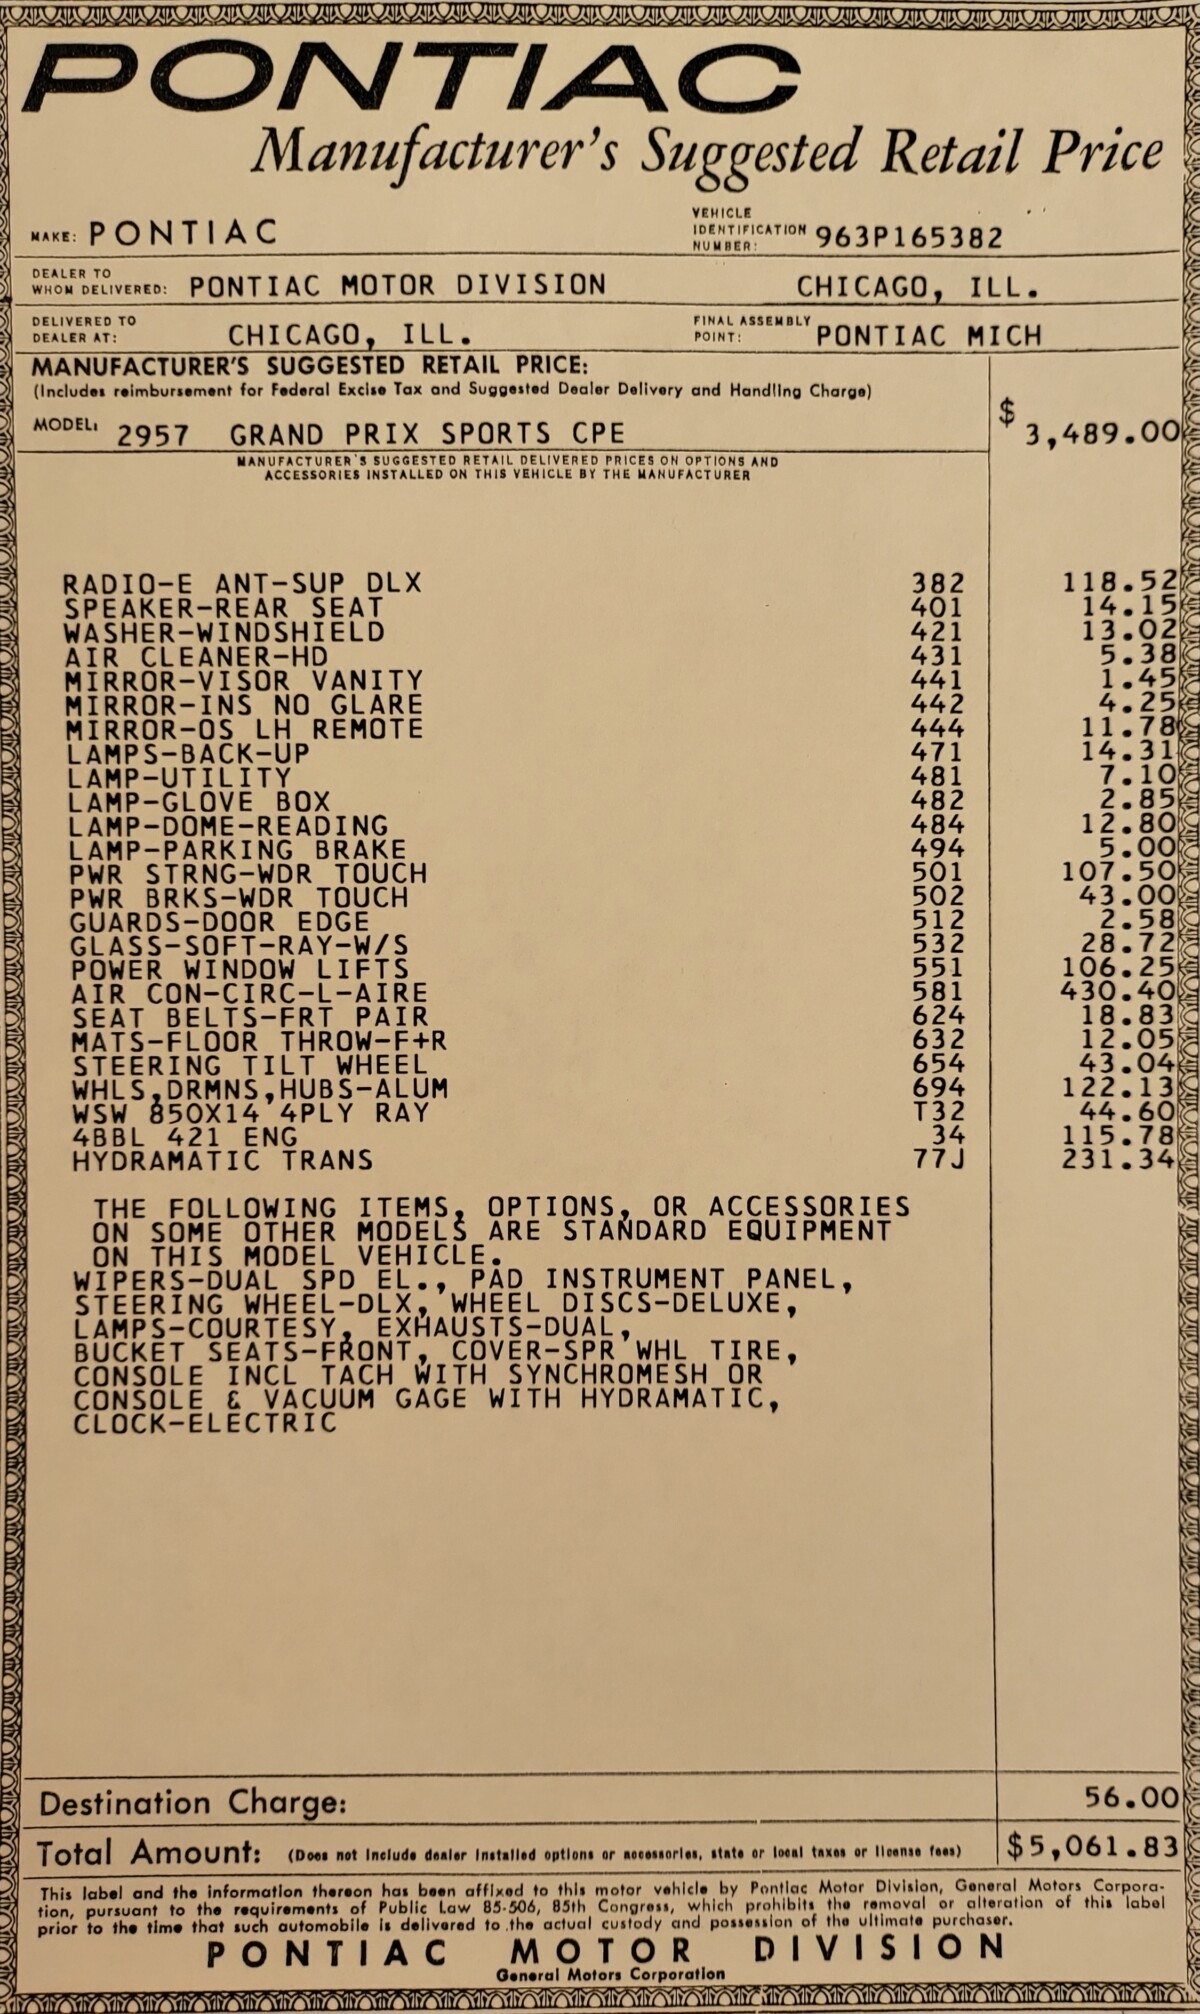 PONTIAC
Manufacturer's Suggested Retail Price
MAKE: PONTIAC VEHICLE IDENTIFICATION NUMBER: 963P165382
DEALER TO WHOM DELIVERED: PONTIAC MOTOR DIVISION CHICAGO, ILL.
DELIVERED TO DEALER AT: CHICAGO, ILL. FINAL ASSEMBLY POINT: PONTIAC MICH
MANUFACTURER'S SUGGESTED RETAIL PRICE:
(Includes reimbursement for Federal Excise Tax and Suggested Dealer Delivery and Handling Charge)
MODEL: 2957 GRAND PRIX SPORTS CPE $ 3,489.00
MANUFACTURER'S SUGGESTED RETAIL DELIVERED PRICES ON OPTIONS AND
ACCESSORIES INSTALLED ON THIS VEHICLE BY THE MANUFACTURER
RADIO-E ANT-SUP DLX 382 118.52
SPEAKER-REAR SEAT 401 14.15
WASHER-WINDSHIELD 421 13.02
AIR CLEANER-HD 431 5.38
MIRROR-VISOR VANITY 441 1.45
MIRROR-INS NO GLARE 442 4.25
MIRROR-OS LH REMOTE 444 11.78
LAMPS-BACK-UP 471 14.31
LAMP-UTILITY 481 7.10
LAMP-GLOVE BOX 482 2.85
LAMP-DOME-READING 484 12.80
LAMP-PARKING BRAKE 494 5.00
PWR STRNG-WDR TOUCH 501 107.50
PWR BRKS-WDR TOUCH 502 43.00
GUARDS-DOOR EDGE 512 2.58
GLASS-SOFT-RAY-W/S 532 28.72
POWER WINDOW LIFTS 551 106.25
AIR CON-CIRC-L-AIRE 581 430.40
SEAT BELTS-FRT PAIR 624 18.83
MATS-FLOOR THROW-F+R 632 12.05
STEERING TILT WHEEL 654 43.04
WHLS,DRMNS,HUBS-ALUM 694 122.13
WSW 850X14 4PLY RAY T32 44.60
4BBL 421 ENG 34 115.78
HYDRAMATIC TRANS 77J 231.34
THE FOLLOWING ITEMS, OPTIONS, OR ACCESSORIES
ON SOME OTHER MODELS ARE STANDARD EQUIPMENT
ON THIS MODEL VEHICLE.
WIPERS-DUAL SPD EL., PAD INSTRUMENT PANEL,
STEERING WHEEL-DLX, WHEEL DISCS-DELUXE,
LAMPS-COURTESY, EXHAUSTS-DUAL,
BUCKET SEATS-FRONT, COVER-SPR WHL TIRE,
CONSOLE INCL TACH WITH SYNCHROMESH OR
CONSOLE & VACUUM GAGE WITH HYDRAMATIC,
CLOCK-ELECTRIC
Destination Charge: 56.00
Total Amount: (Does not include dealer installed options or accessories, state or local taxes or license fees) $5,061.83
This label and the information thereon has been affixed to this motor vehicle by Pontiac Motor Division, General Motors Corpora-
tion, pursuant to the requirements of Public Law 85-506, 85th Congress, which prohibits the removal or alteration of this label
prior to the time that such automobile is delivered to the actual custody and possession of the ultimate purchaser.
PONTIAC MOTOR DIVISION
General Motors Corporation